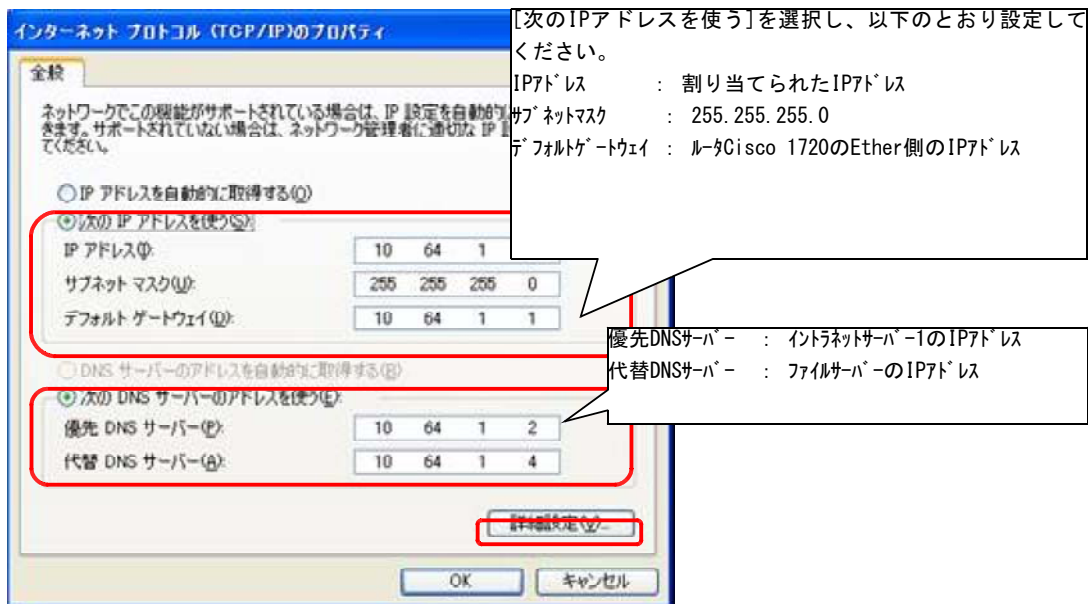 インターネット プロトコル (TCP/IP)のプロパティ
[次のIPアドレスを使う]を選択し、以下のとおり設定して
ください。
IPアドレス : 割り当てられたIPアドレス
サブネットマスク : 255.255.255.0
デフォルトゲートウェイ : ルータCisco 1720のEther側のIPアドレス
全般
ネットワークでこの機能がサポートされている場合は、IP 設定を自動的
きます。サポートされていない場合は、ネットワーク管理者に適切な IP
てください。
IP アドレスを自動的に取得する(O)
次の IP アドレスを使う(S):
IP アドレス(I): 10 64 1
サブネット マスク(U): 255 255 255 0
デフォルト ゲートウェイ(D): 10 64 1 1
優先DNSサーバー : イントラネットサーバー1のIPアドレス
代替DNSサーバー : ファイルサーバーのIPアドレス
DNS サーバーのアドレスを自動的に取得する(B)
次の DNS サーバーのアドレスを使う(E):
優先 DNS サーバー(P): 10 64 1 2
代替 DNS サーバー(A): 10 64 1 4
詳細設定(V)...
OK キャンセル